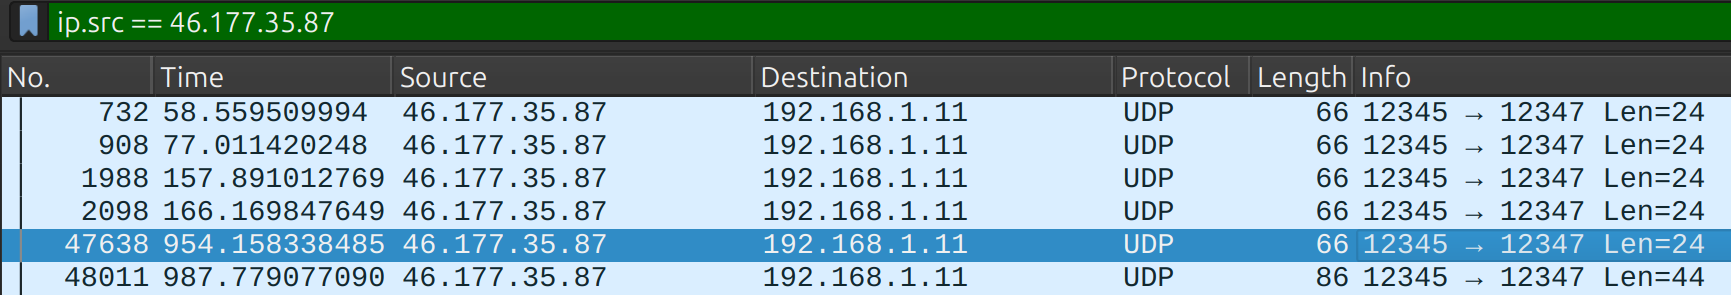 ip.src == 46.177.35.87
No. Time Source Destination Protocol Length Info
732 58.559509994 46.177.35.87 192.168.1.11 UDP 66 12345 → 12347 Len=24
908 77.011420248 46.177.35.87 192.168.1.11 UDP 66 12345 → 12347 Len=24
1988 157.891012769 46.177.35.87 192.168.1.11 UDP 66 12345 → 12347 Len=24
2098 166.169847649 46.177.35.87 192.168.1.11 UDP 66 12345 → 12347 Len=24
47638 954.158338485 46.177.35.87 192.168.1.11 UDP 66 12345 → 12347 Len=24
48011 987.779077090 46.177.35.87 192.168.1.11 UDP 86 12345 → 12347 Len=44